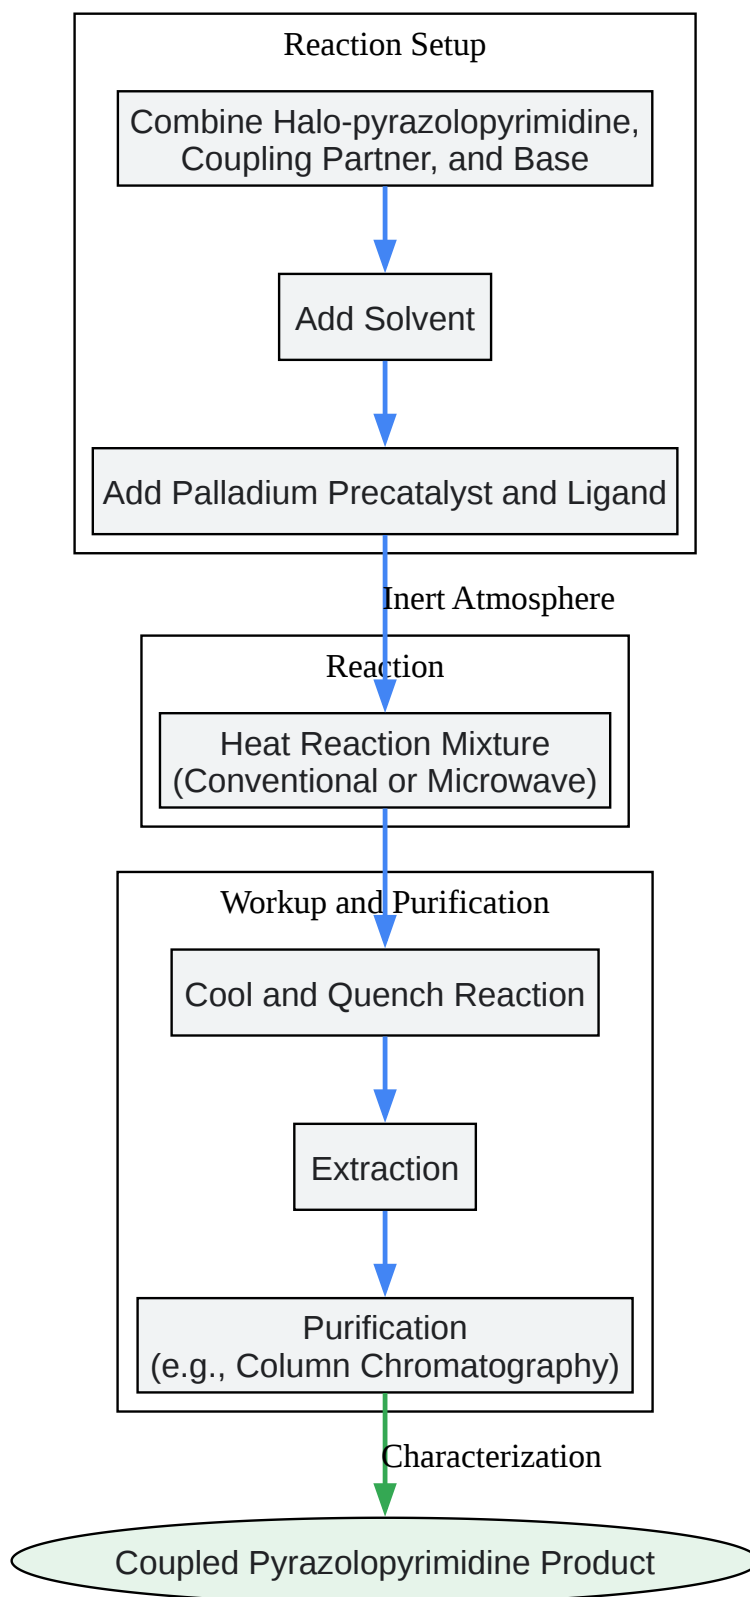 Reaction Setup
Combine Halo-pyrazolopyrimidine,
Coupling Partner, and Base
Add Solvent
Add Palladium Precatalyst and Ligand
Inert Atmosphere
Reaction
Heat Reaction Mixture
(Conventional or Microwave)
Workup and Purification
Cool and Quench Reaction
Extraction
Purification
(e.g., Column Chromatography)
Characterization
Coupled Pyrazolopyrimidine Product